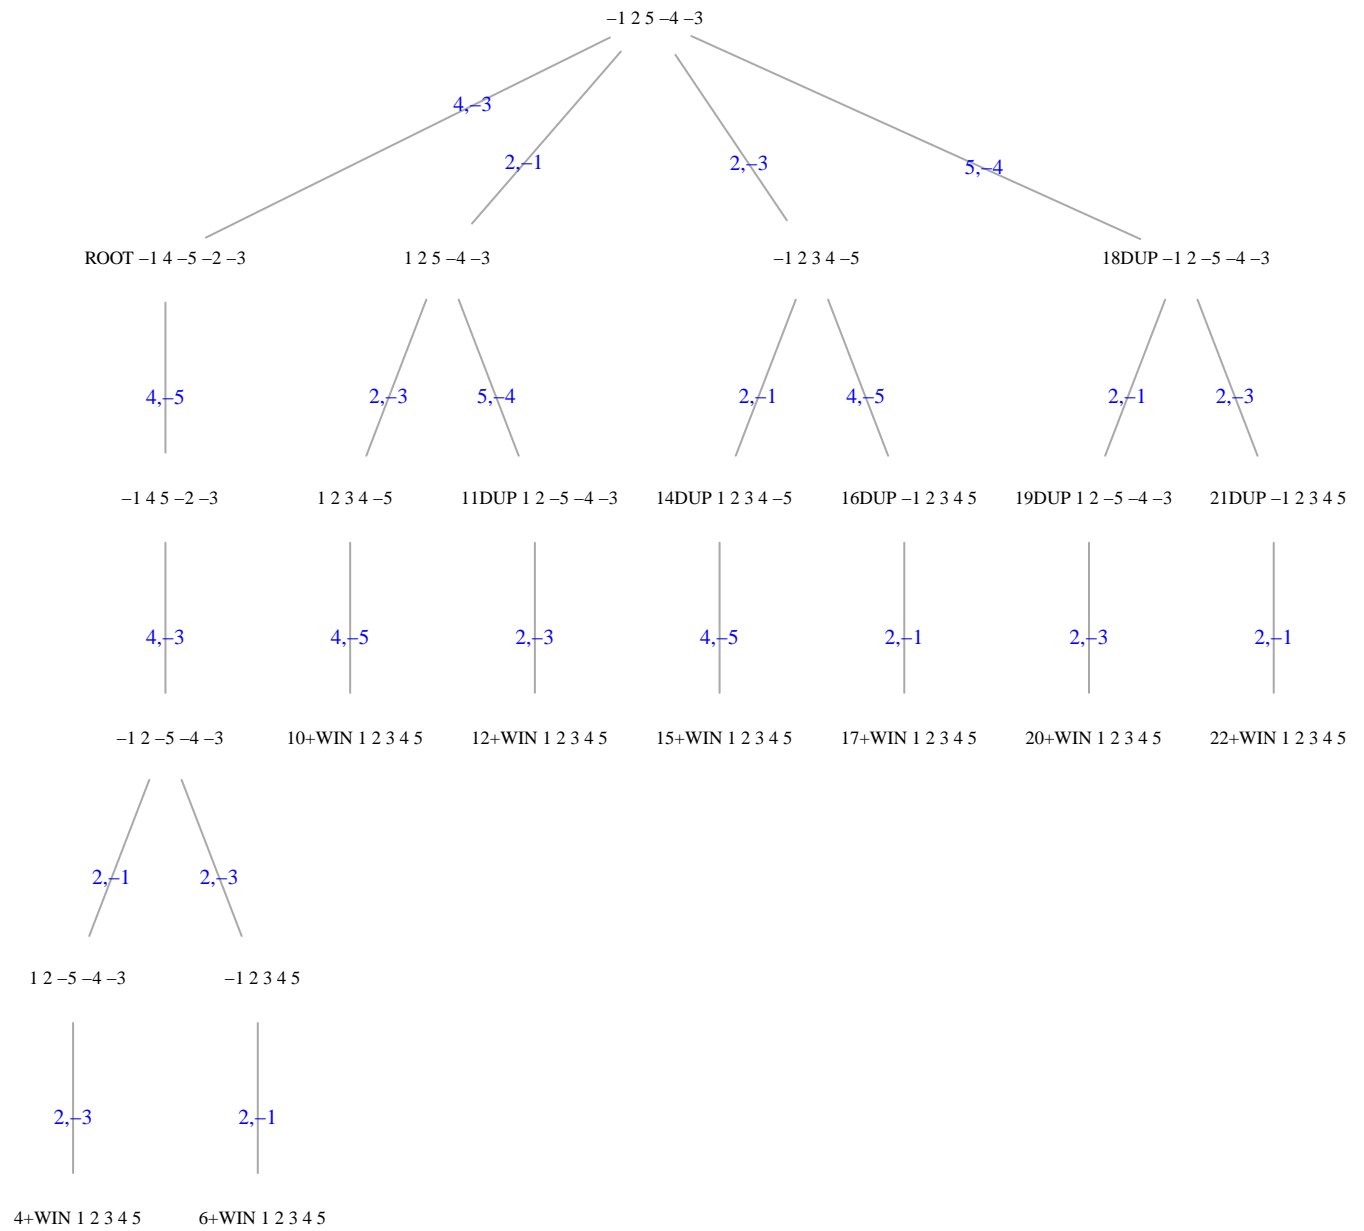 –1 2 5 –4 –3
4,–3
2,–1
2,–3
5,–4
ROOT –1 4 –5 –2 –3
1 2 5 –4 –3
–1 2 3 4 –5
18DUP –1 2 –5 –4 –3
4,–5
2,–3
5,–4
2,–1
4,–5
2,–1
2,–3
–1 4 5 –2 –3
1 2 3 4 –5
11DUP 1 2 –5 –4 –3
14DUP 1 2 3 4 –5
16DUP –1 2 3 4 5
19DUP 1 2 –5 –4 –3
21DUP –1 2 3 4 5
4,–3
4,–5
2,–3
4,–5
2,–1
2,–3
2,–1
–1 2 –5 –4 –3
10+WIN 1 2 3 4 5
12+WIN 1 2 3 4 5
15+WIN 1 2 3 4 5
17+WIN 1 2 3 4 5
20+WIN 1 2 3 4 5
22+WIN 1 2 3 4 5
2,–1
2,–3
1 2 –5 –4 –3
–1 2 3 4 5
2,–3
2,–1
4+WIN 1 2 3 4 5
6+WIN 1 2 3 4 5